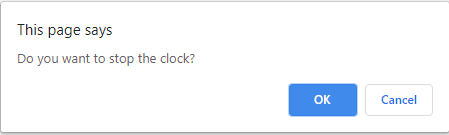 This page says
Do you want to stop the clock?
OK Cancel